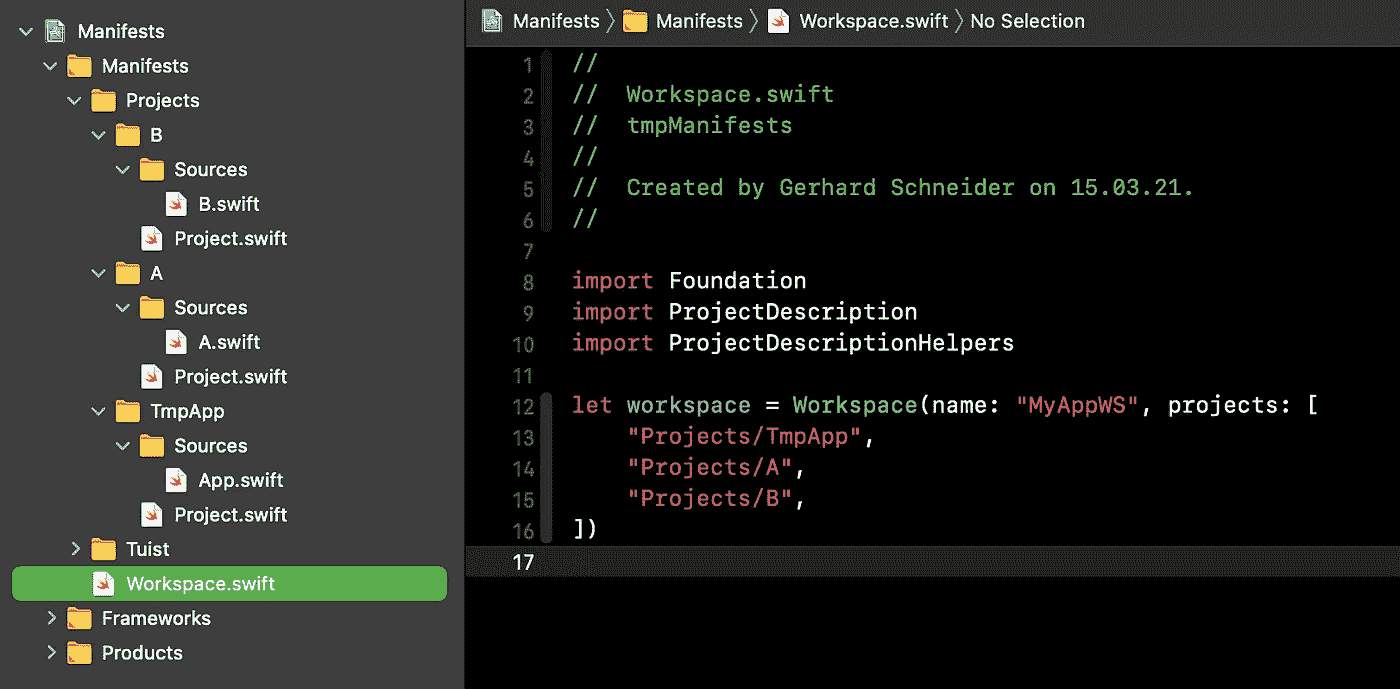 Manifests
Manifests
Projects
B
Sources
B.swift
Project.swift
A
Sources
A.swift
Project.swift
TmpApp
Sources
App.swift
Project.swift
Tuist
Workspace.swift
Frameworks
Products
Manifests 〉 Manifests 〉 Workspace.swift 〉 No Selection
1 //
2 //  Workspace.swift
3 //  tmpManifests
4 //
5 //  Created by Gerhard Schneider on 15.03.21.
6 //
7
8 import Foundation
9 import ProjectDescription
10 import ProjectDescriptionHelpers
11
12 let workspace = Workspace(name: "MyAppWS", projects: [
13     "Projects/TmpApp",
14     "Projects/A",
15     "Projects/B",
16 ])
17